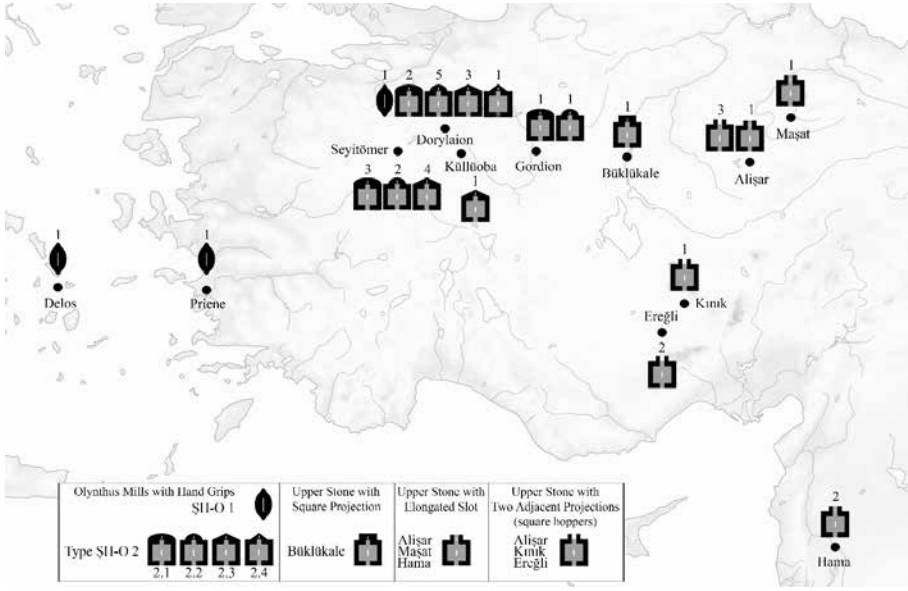 1 2 5 3 1
1 1
1
3 1
1
Dorylaion
Seyitömer
Küllüoba
Gordion
Büklükale
Alişar
Maşat
3 2 4
1
1
Delos
1
Priene
1
Kınık
Ereğli
2
2
Hama
Olynthus Mills with Hand Grips
ŞH-O 1
Type ŞH-O 2
2.1 2.2 2.3 2.4
Upper Stone with
Square Projection
Büklükale
Upper Stone with
Elongated Slot
Alişar
Maşat
Hama
Upper Stone with
Two Adjacent Projections
(square hoppers)
Alişar
Kınık
Ereğli